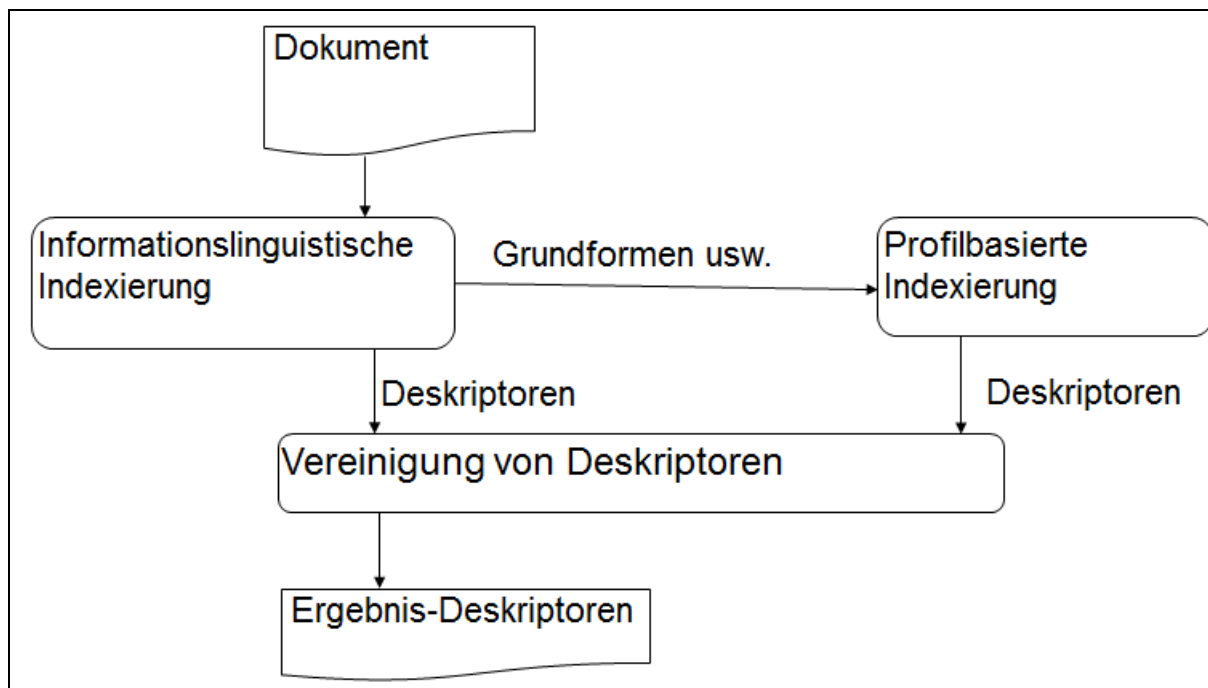 Dokument
Informationslinguistische
Indexierung
Grundformen usw.
Profilbasierte
Indexierung
Deskriptoren
Deskriptoren
Vereinigung von Deskriptoren
Ergebnis-Deskriptoren